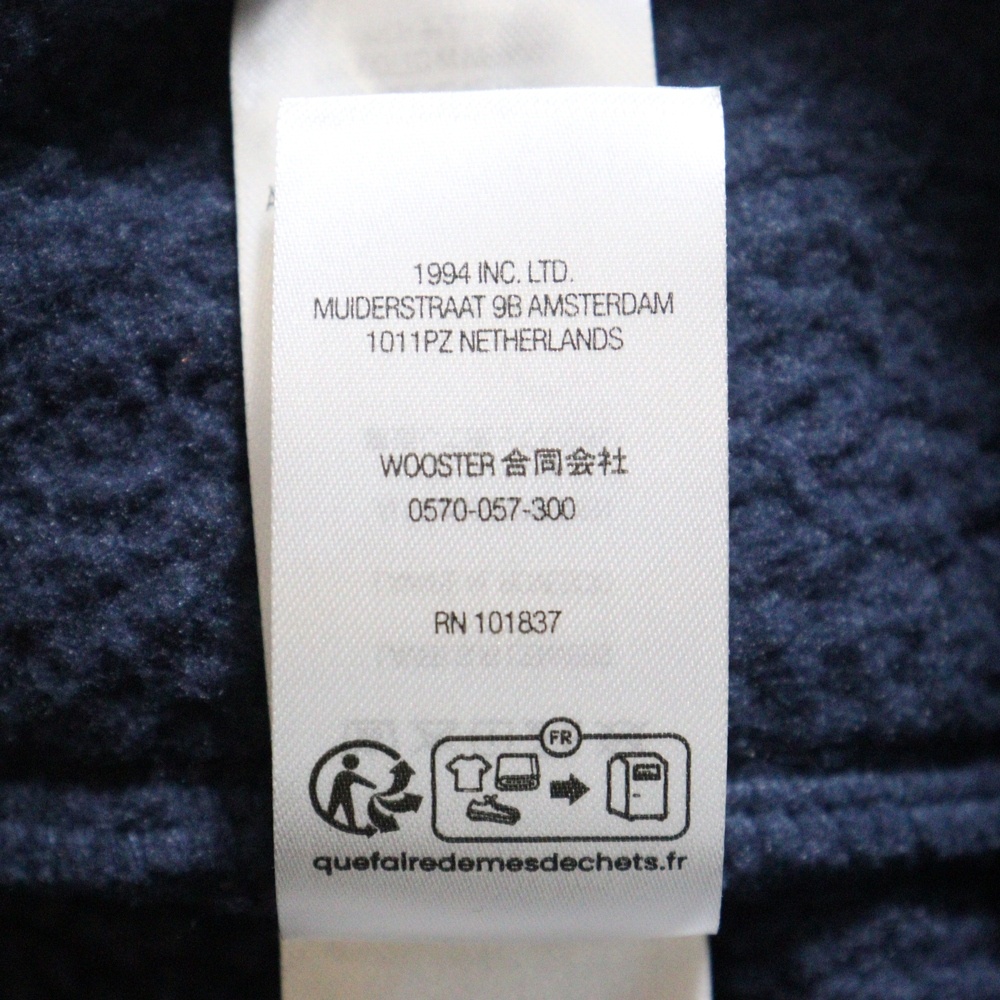 1994 INC. LTD.
MUIDERSTRAAT 9B AMSTERDAM
1011PZ NETHERLANDS
WOOSTER 合同会社
0570-057-300
RN 101837
FR
quefairedemesdechets.fr